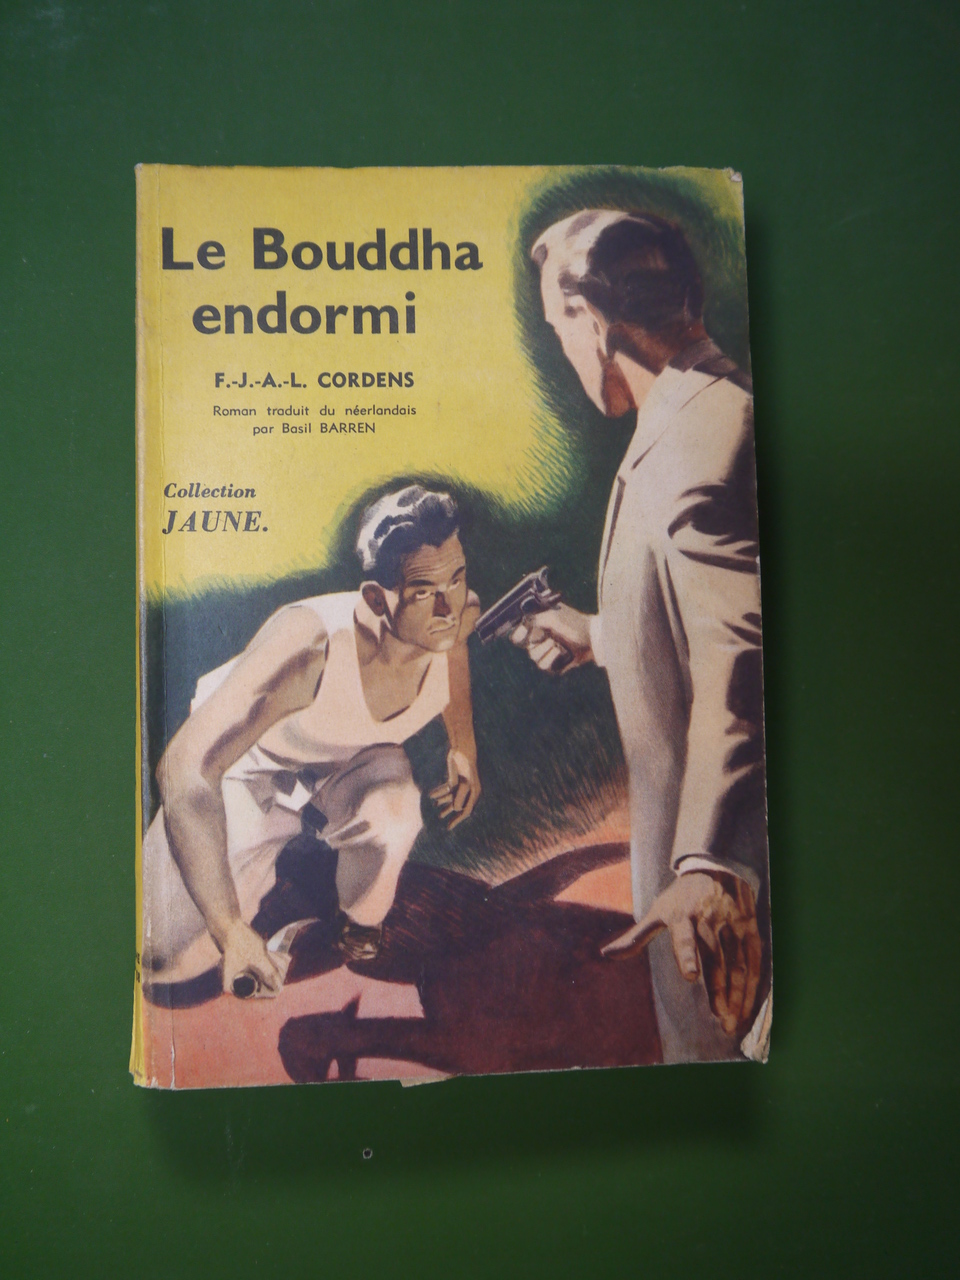 Le Bouddha
endormi
F.-J.-A.-L. CORDENS
Roman traduit du néerlandais
par Basil BARREN
Collection
JAUNE.